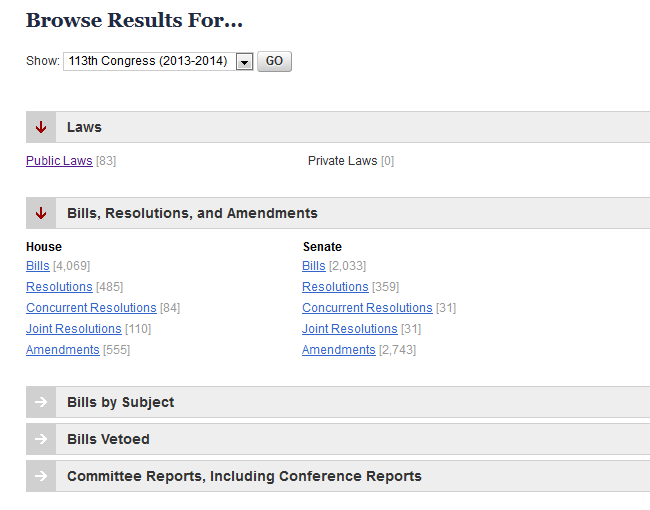 Browse Results For...
Show: 113th Congress (2013-2014) GO
Laws
Public Laws [83] Private Laws [0]
Bills, Resolutions, and Amendments
House Senate
Bills [4,069] Bills [2,033]
Resolutions [485] Resolutions [359]
Concurrent Resolutions [84] Concurrent Resolutions [31]
Joint Resolutions [110] Joint Resolutions [31]
Amendments [555] Amendments [2,743]
Bills by Subject
Bills Vetoed
Committee Reports, Including Conference Reports